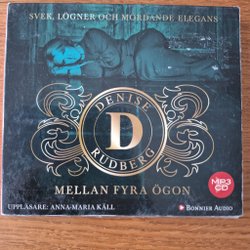 SVEK, LÖGNER OCH MÖRDANDE ELEGANS
DENISE
D
RUDBERG
MELLAN FYRA ÖGON
MP3
CD
UPPLÄSARE: ANNA-MARIA KÄLL
BONNIER AUDIO